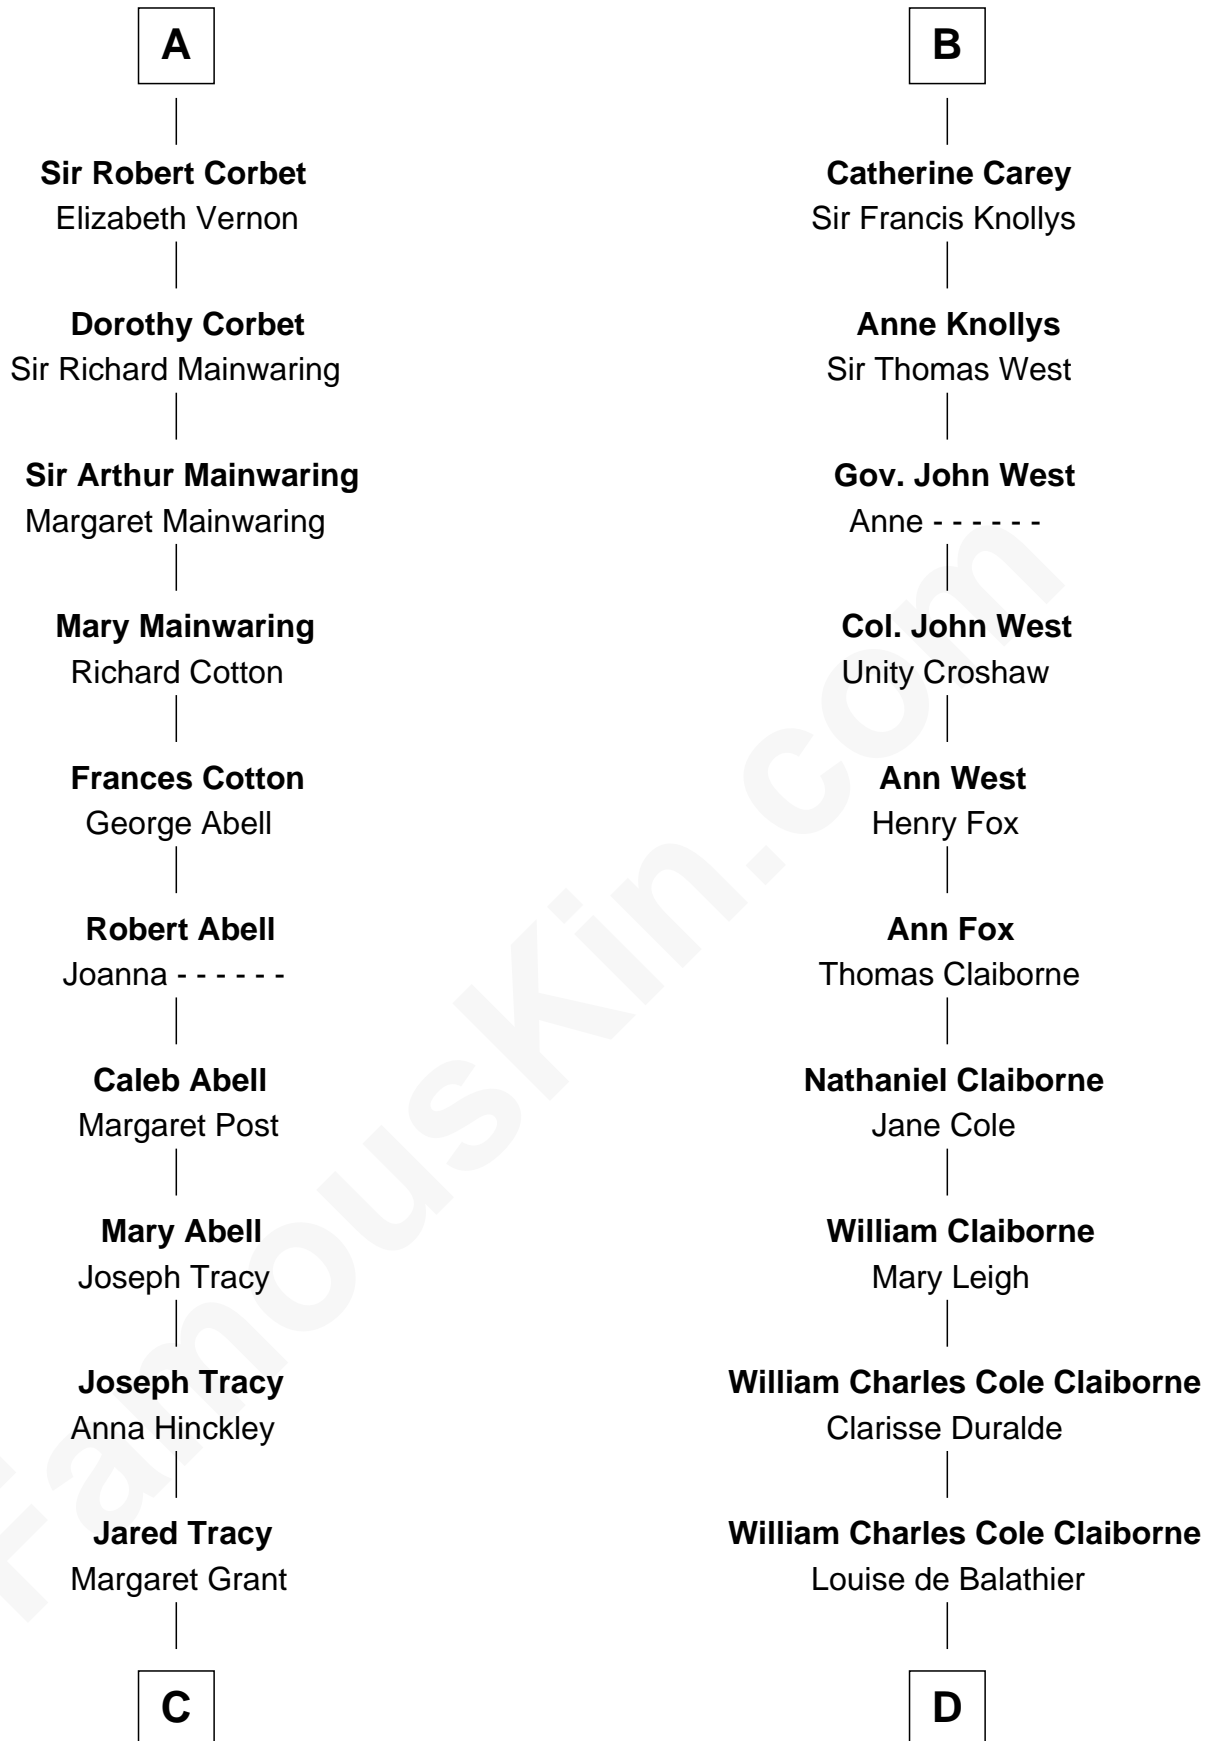 A
Sir Robert Corbet
Elizabeth Vernon
Dorothy Corbet
Sir Richard Mainwaring
Sir Arthur Mainwaring
Margaret Mainwaring
Mary Mainwaring
Richard Cotton
Frances Cotton
George Abell
Robert Abell
Joanna - - - - - -
Caleb Abell
Margaret Post
Mary Abell
Joseph Tracy
Joseph Tracy
Anna Hinckley
Jared Tracy
Margaret Grant
C
B
Catherine Carey
Sir Francis Knollys
Anne Knollys
Sir Thomas West
Gov. John West
Anne - - - - - -
Col. John West
Unity Croshaw
Ann West
Henry Fox
Ann Fox
Thomas Claiborne
Nathaniel Claiborne
Jane Cole
William Claiborne
Mary Leigh
William Charles Cole Claiborne
Clarisse Duralde
William Charles Cole Claiborne
Louise de Balathier
D
FamousKin.com